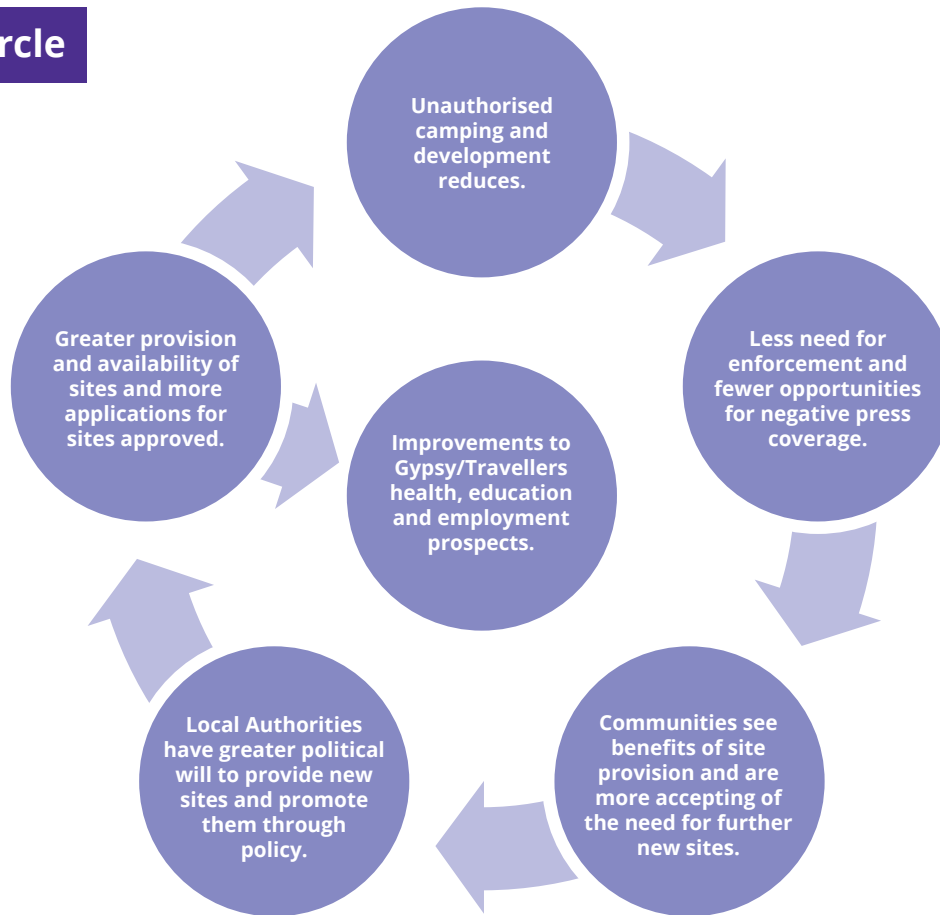 rcle
Unauthorised
camping and
development
reduces.
Less need for
enforcement and
fewer opportunities
for negative press
coverage.
Communities see
benefits of site
provision and are
more accepting of
the need for further
new sites.
Local Authorities
have greater political
will to provide new
sites and promote
them through
policy.
Greater provision
and availability of
sites and more
applications for
sites approved.
Improvements to
Gypsy/Travellers
health, education
and employment
prospects.